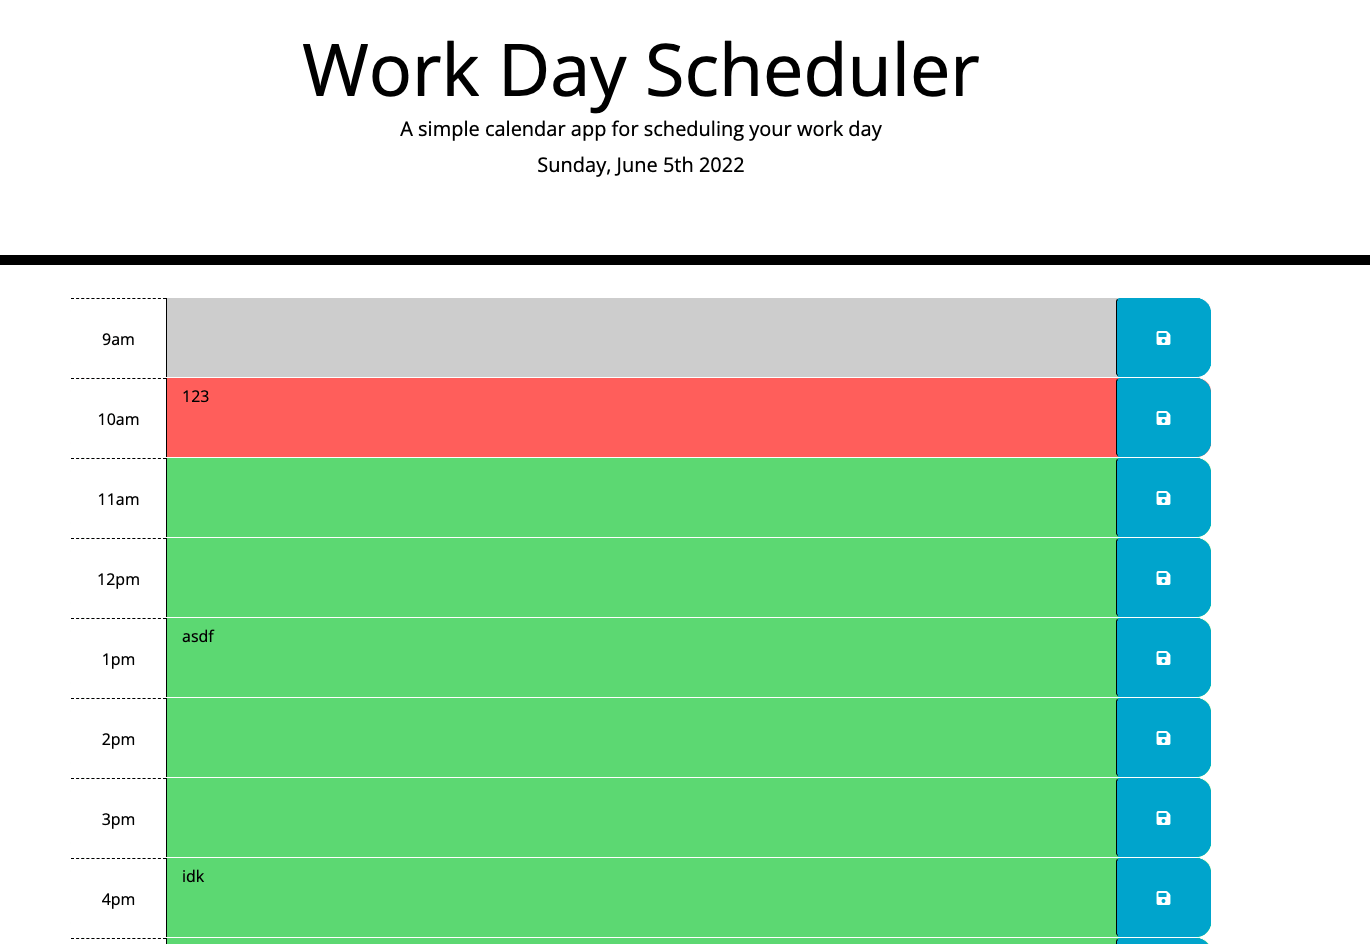 Work Day Scheduler
A simple calendar app for scheduling your work day
Sunday, June 5th 2022
9am
10am
123
11am
12pm
1pm
asdf
2pm
3pm
4pm
idk